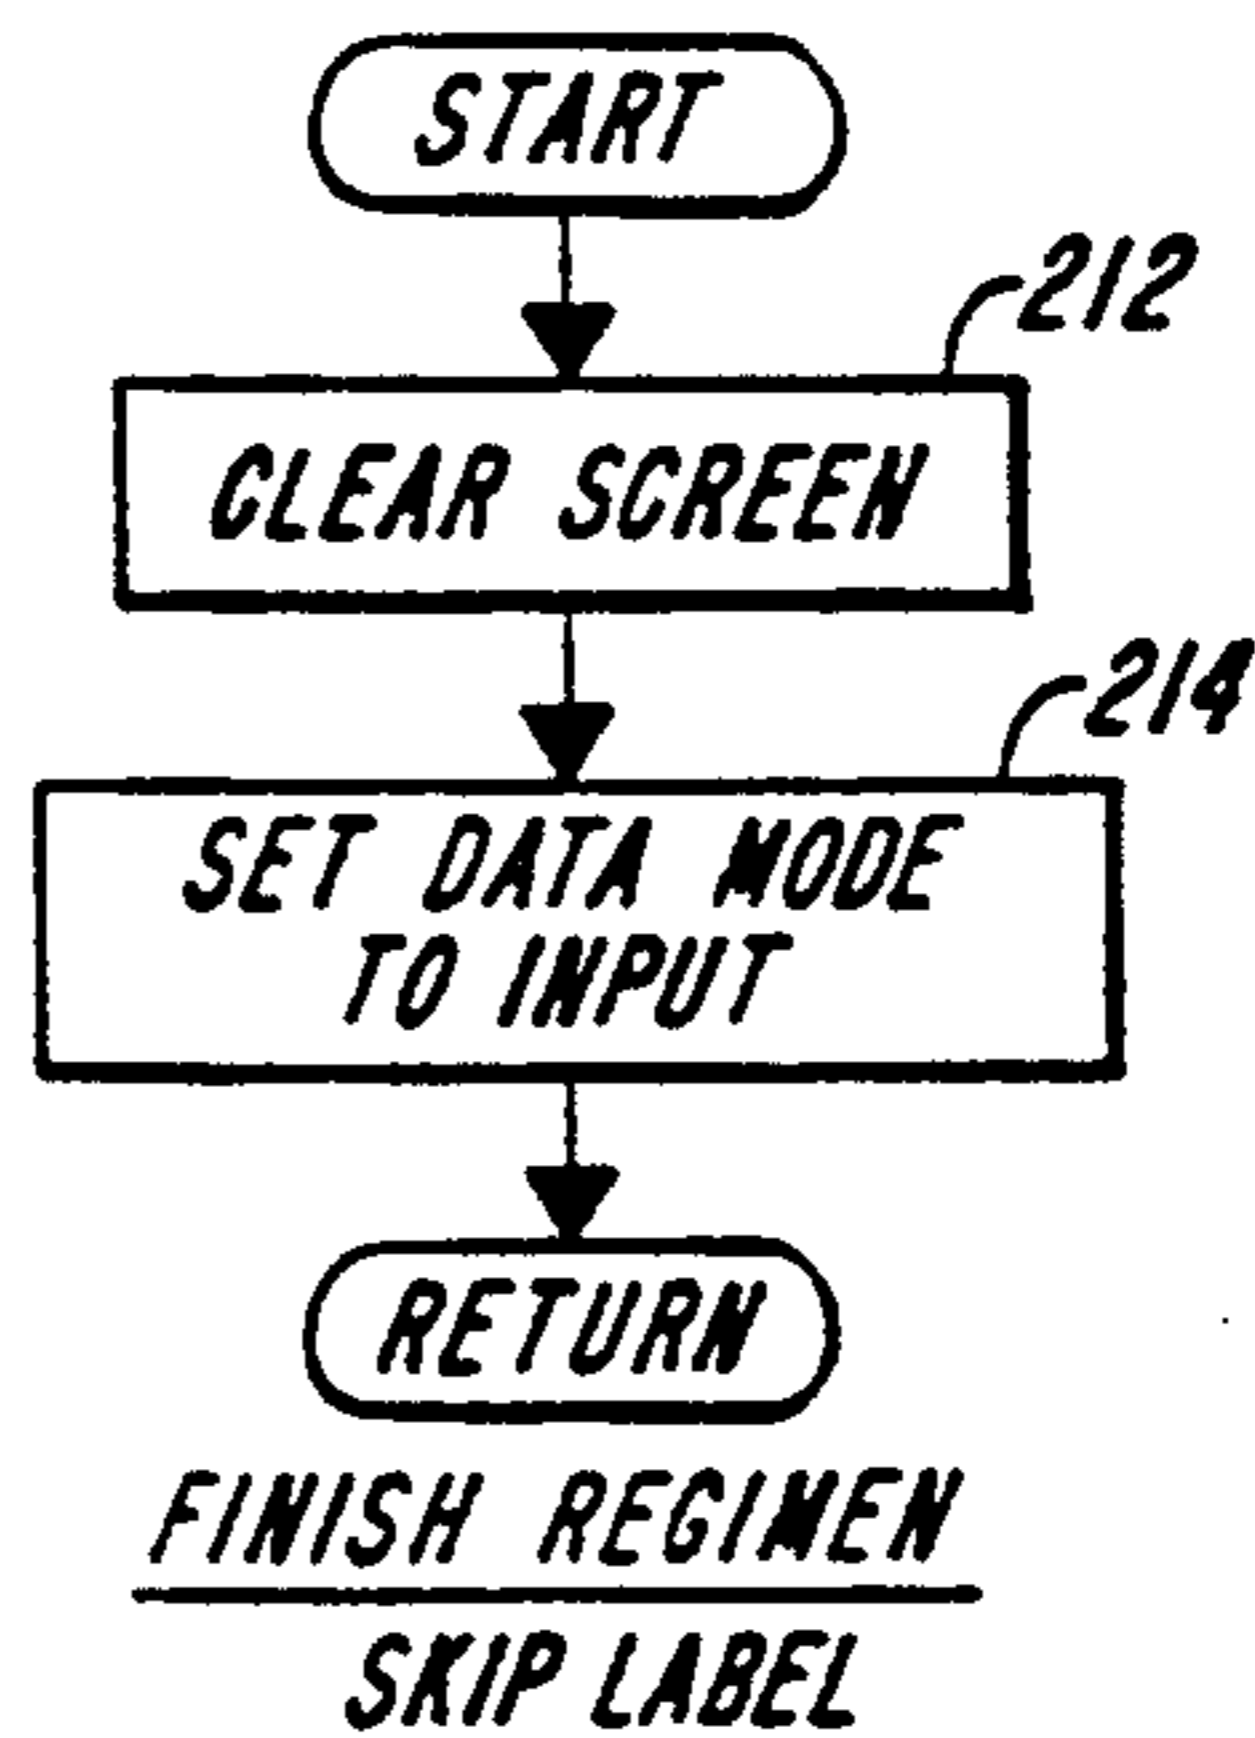 START
212
CLEAR SCREEN
214
SET DATA MODE
TO INPUT
RETURN
FINISH REGIMEN
SKIP LABEL